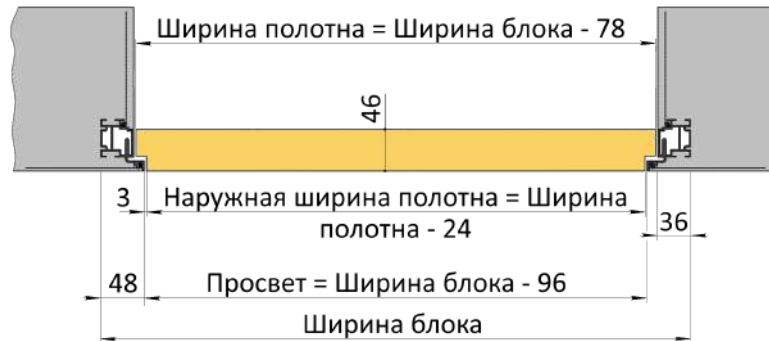 Ширина полотна = Ширина блока - 78
46
3
Наружная ширина полотна = Ширина
полотна - 24
36
48
Просвет = Ширина блока - 96
Ширина блока